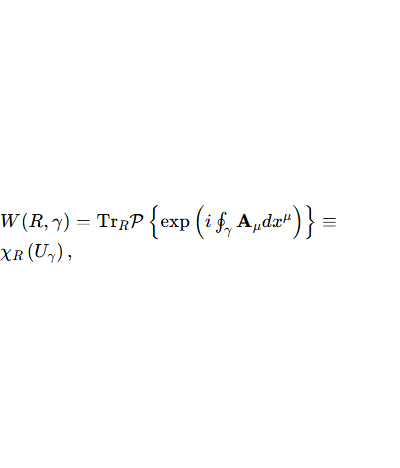 W(R, γ) = Tr_R 𝒫 { exp ( i ∮_γ 𝐀_μ dx^μ ) } ≡
χ_R (U_γ) ,